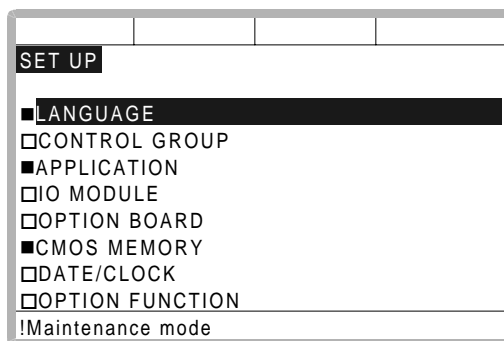 SET UP
■LANGUAGE
□CONTROL GROUP
■APPLICATION
□IO MODULE
□OPTION BOARD
■CMOS MEMORY
□DATE/CLOCK
□OPTION FUNCTION
!Maintenance mode